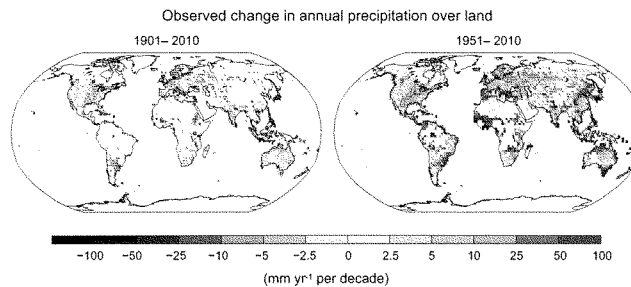 Observed change in annual precipitation over land
1901– 2010
1951– 2010
−100 −50 −25 −10 −5 −2.5 0 2.5 5 10 25 50 100
(mm yr-1 per decade)